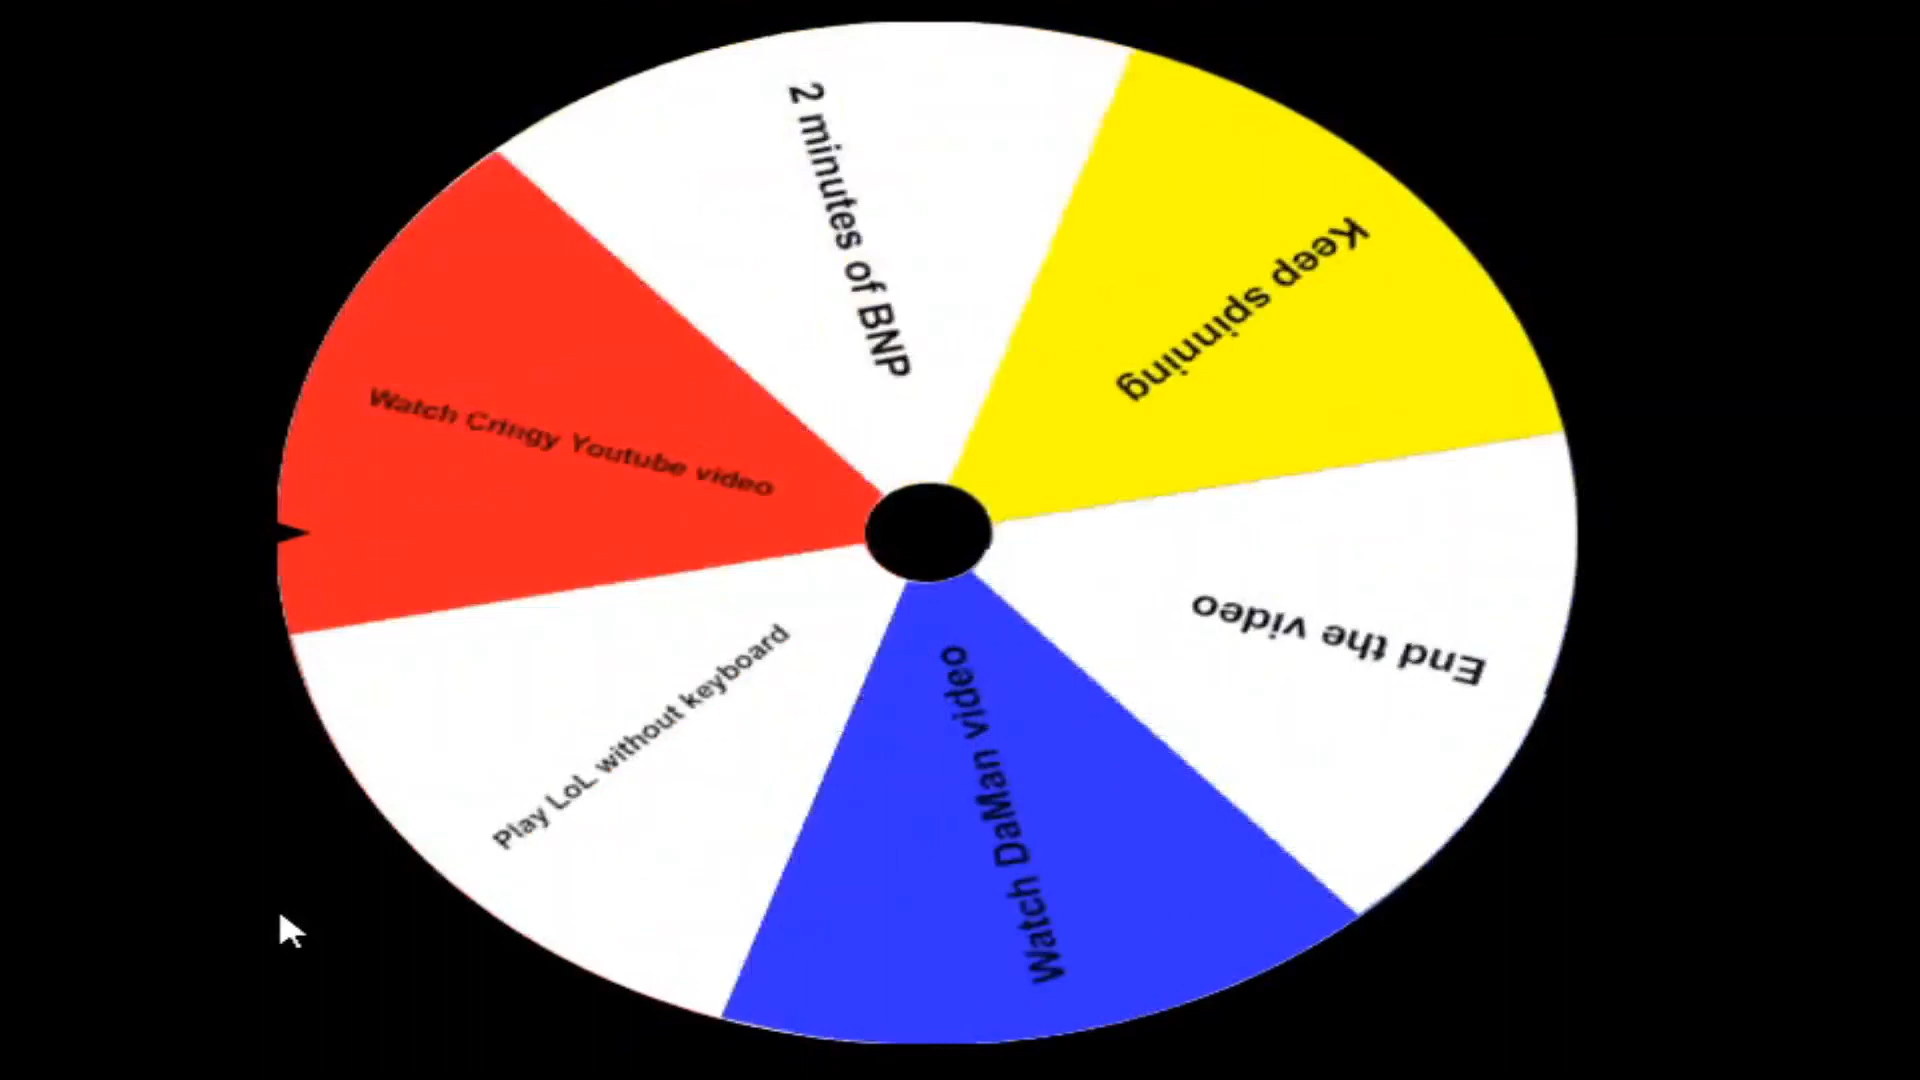 2 minutes of BNP
Keep spinning
Watch Cringy Youtube video
End the video
Play LoL without keyboard
Watch DaMan video